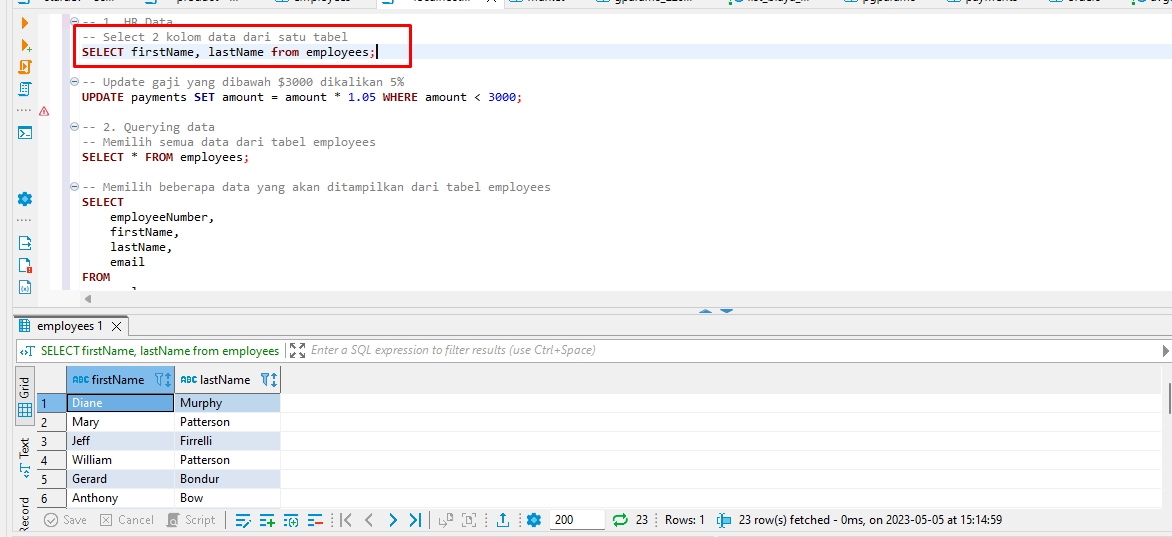 -- 1. HR Data
-- Select 2 kolom data dari satu tabel
SELECT firstName, lastName from employees;
-- Update gaji yang dibawah $3000 dikalikan 5%
UPDATE payments SET amount = amount * 1.05 WHERE amount < 3000;
-- 2. Querying data
-- Memilih semua data dari tabel employees
SELECT * FROM employees;
-- Memilih beberapa data yang akan ditampilkan dari tabel employees
SELECT
employeeNumber,
firstName,
lastName,
email
FROM
employees 1
SELECT firstName, lastName from employees
Enter a SQL expression to filter results (use Ctrl+Space)
Grid
Text
Record
ABC firstName ABC lastName
1 Diane Murphy
2 Mary Patterson
3 Jeff Firrelli
4 William Patterson
5 Gerard Bondur
6 Anthony Bow
Save Cancel Script 200 23 Rows: 1 23 row(s) fetched - 0ms, on 2023-05-05 at 15:14:59